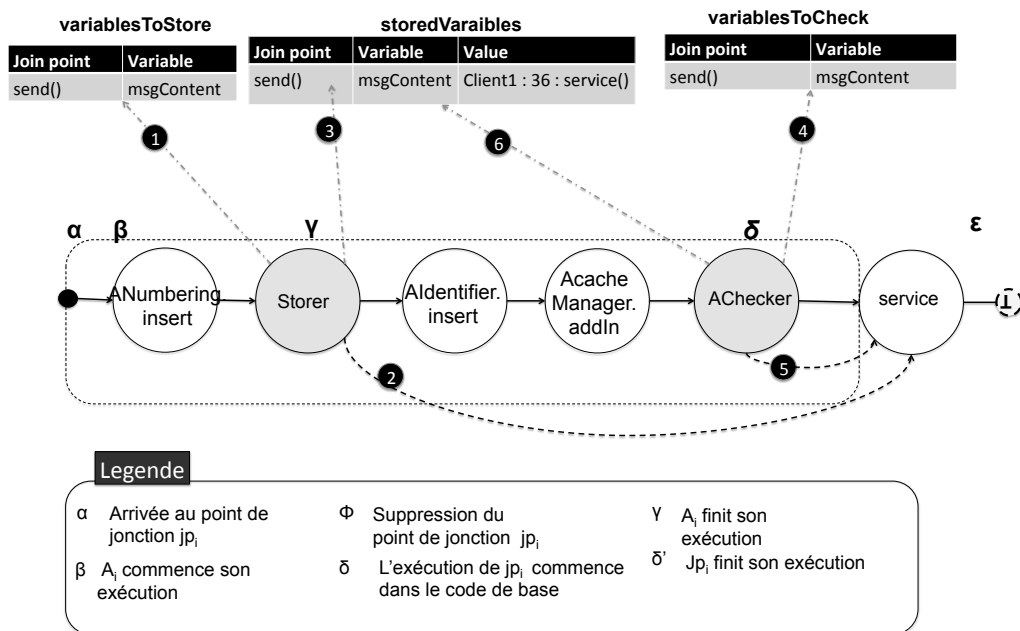 variablesToStore
Join point Variable
send() msgContent
storedVaraibles
Join point Variable Value
send() msgContent Client1 : 36 : service()
variablesToCheck
Join point Variable
send() msgContent
1
3
6
4
α
β
γ
δ
ε
ANumbering.
insert
Storer
AIdentifier.
insert
Acache
Manager.
addIn
AChecker
service
2
5
Legende
α Arrivée au point de
jonction jpi
β Ai commence son
exécution
Φ Suppression du
point de jonction jpi
δ L'exécution de jpi commence
dans le code de base
γ Ai finit son
exécution
δ' Jpi finit son exécution